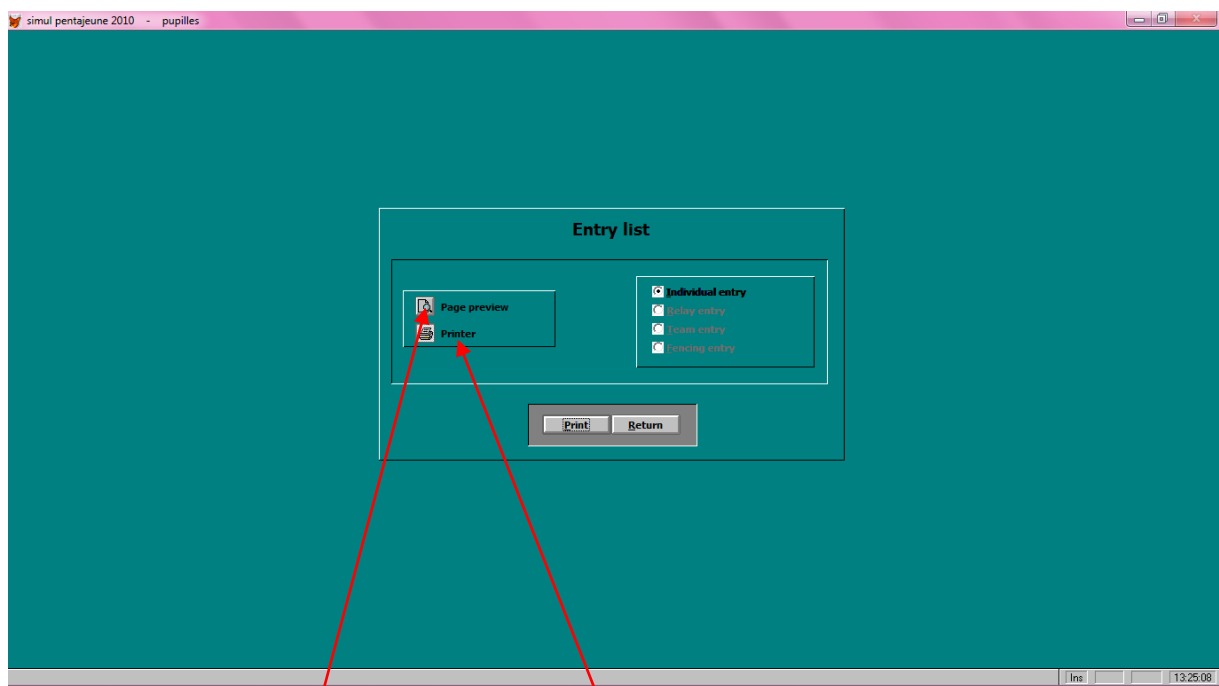 simul pentajeune 2010 - pupilles
Entry list
Page preview
Printer
Individual entry
Relay entry
Team entry
Fencing entry
Print
Return
Ins
13:25:08